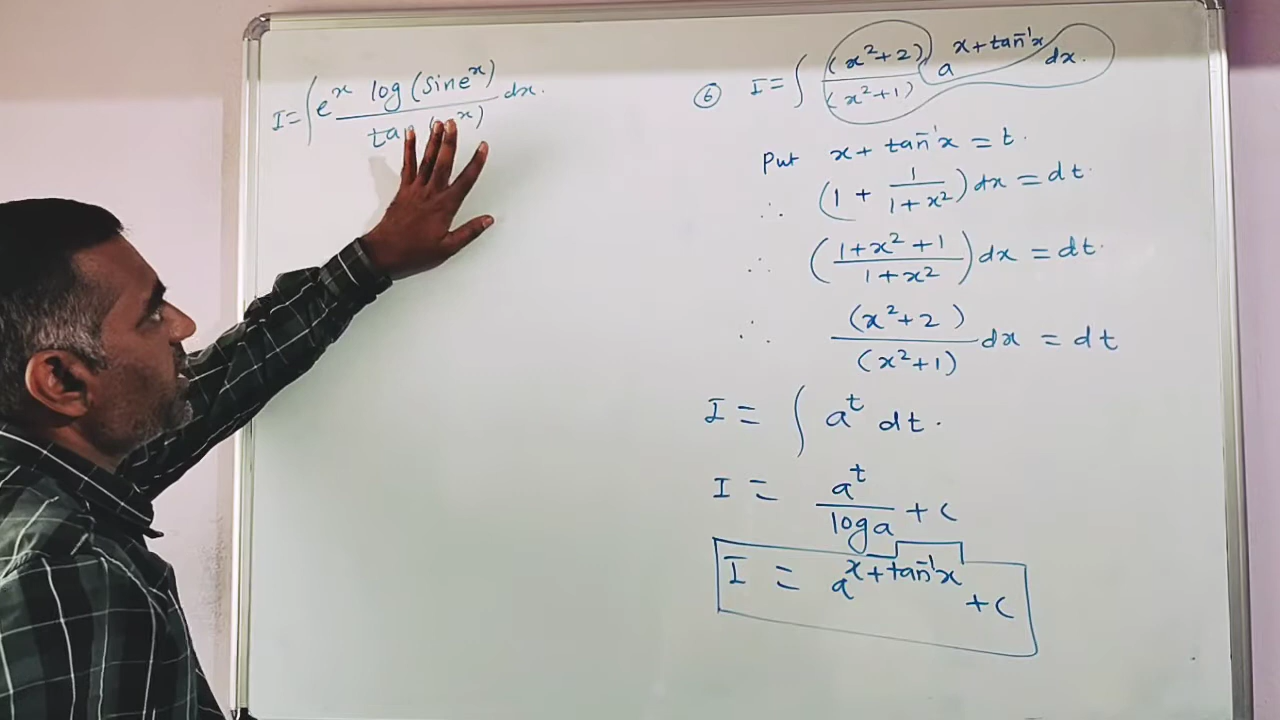 I = ∫ e^x log(sin e^x) / tan( ^x) dx.
⑥ I = ∫ (x²+2) / (x²+1) a^(x+tan⁻¹x) dx.
Put x + tan⁻¹x = t.
∴ (1 + 1/(1+x²)) dx = dt.
∴ ((1+x²+1)/(1+x²)) dx = dt.
∴ (x²+2)/(x²+1) dx = dt
I = ∫ a^t dt.
I = a^t / log a + c
I = a^(x+tan⁻¹x) + c